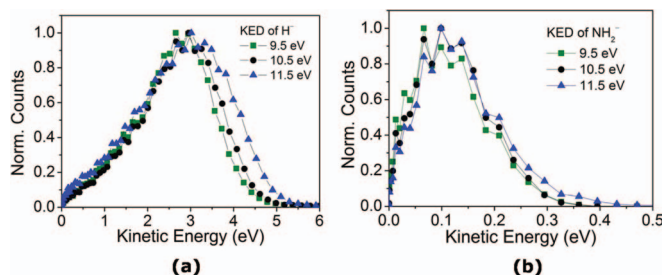 KED of H⁻
9.5 eV
10.5 eV
11.5 eV
Norm. Counts
1.0
0.8
0.6
0.4
0.2
0.0
0 1 2 3 4 5 6
Kinetic Energy (eV)
(a)
KED of NH₂⁻
9.5 eV
10.5 eV
11.5 eV
Norm. Counts
1.0
0.8
0.6
0.4
0.2
0.0
0.0 0.1 0.2 0.3 0.4 0.5
Kinetic Energy (eV)
(b)